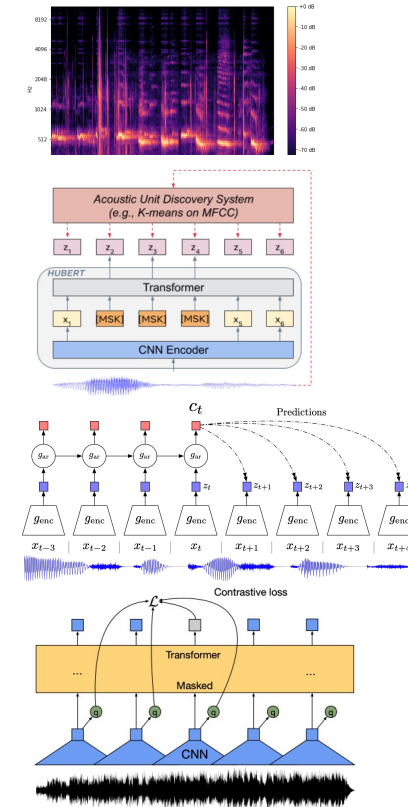 8192
4096
2048
1024
512
Hz
+0 dB
-10 dB
-20 dB
-30 dB
-40 dB
-50 dB
-60 dB
-70 dB
Acoustic Unit Discovery System
(e.g., K-means on MFCC)
z1 z2 z3 z4 z5 z6
HUBERT
Transformer
x1 [MSK] [MSK] [MSK] x5 x6
CNN Encoder
ct
Predictions
gar gar gar gar
zt zt+1 zt+2 zt+3
genc genc genc genc genc genc genc genc
xt−3 xt−2 xt−1 xt xt+1 xt+2 xt+3 xt+4
Contrastive loss
ℒ
Transformer
... ...
Masked
q q q q q
CNN